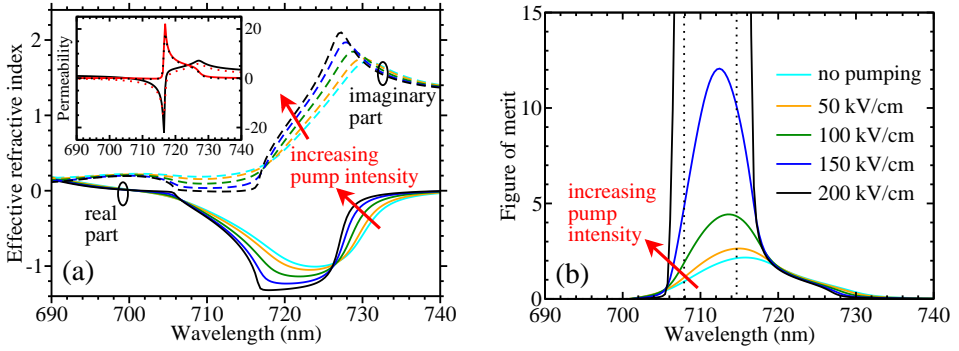 Effective refractive index
2
1
0
-1
Permeability
20
0
-20
690 700 710 720 730 740
imaginary
part
increasing
pump intensity
real
part
(a)
690 700 710 720 730 740
Wavelength (nm)
Figure of merit
10
5
0
no pumping
50 kV/cm
100 kV/cm
150 kV/cm
200 kV/cm
increasing
pump
intensity
(b)
690 700 710 720 730 740
Wavelength (nm)